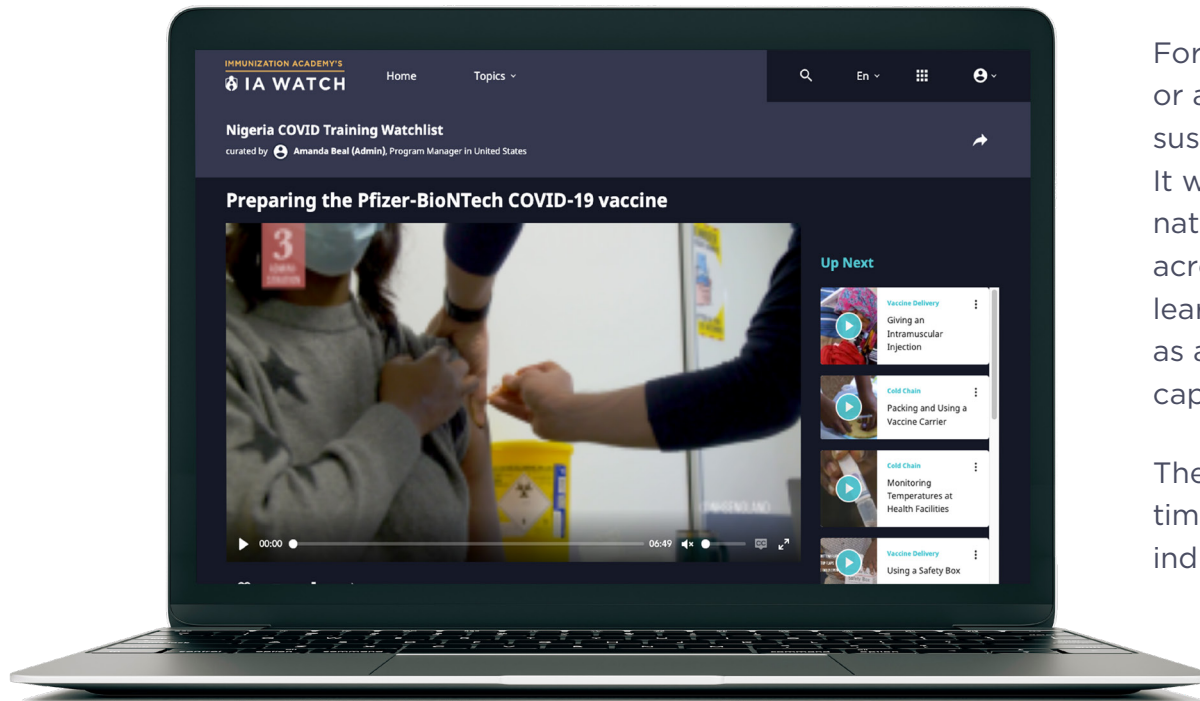 IMMUNIZATION ACADEMY'S
IA WATCH
Home
Topics
En
Nigeria COVID Training Watchlist
curated by Amanda Beal (Admin), Program Manager in United States
Preparing the Pfizer-BioNTech COVID-19 vaccine
3
ADMINI-
STRATION
00:00
06:49
Up Next
Vaccine Delivery
Giving an
Intramuscular
Injection
Cold Chain
Packing and Using a
Vaccine Carrier
Cold Chain
Monitoring
Temperatures at
Health Facilities
Vaccine Delivery
Using a Safety Box
For
or a
sus
It w
nat
acr
lear
as a
cap
The
tim
ind